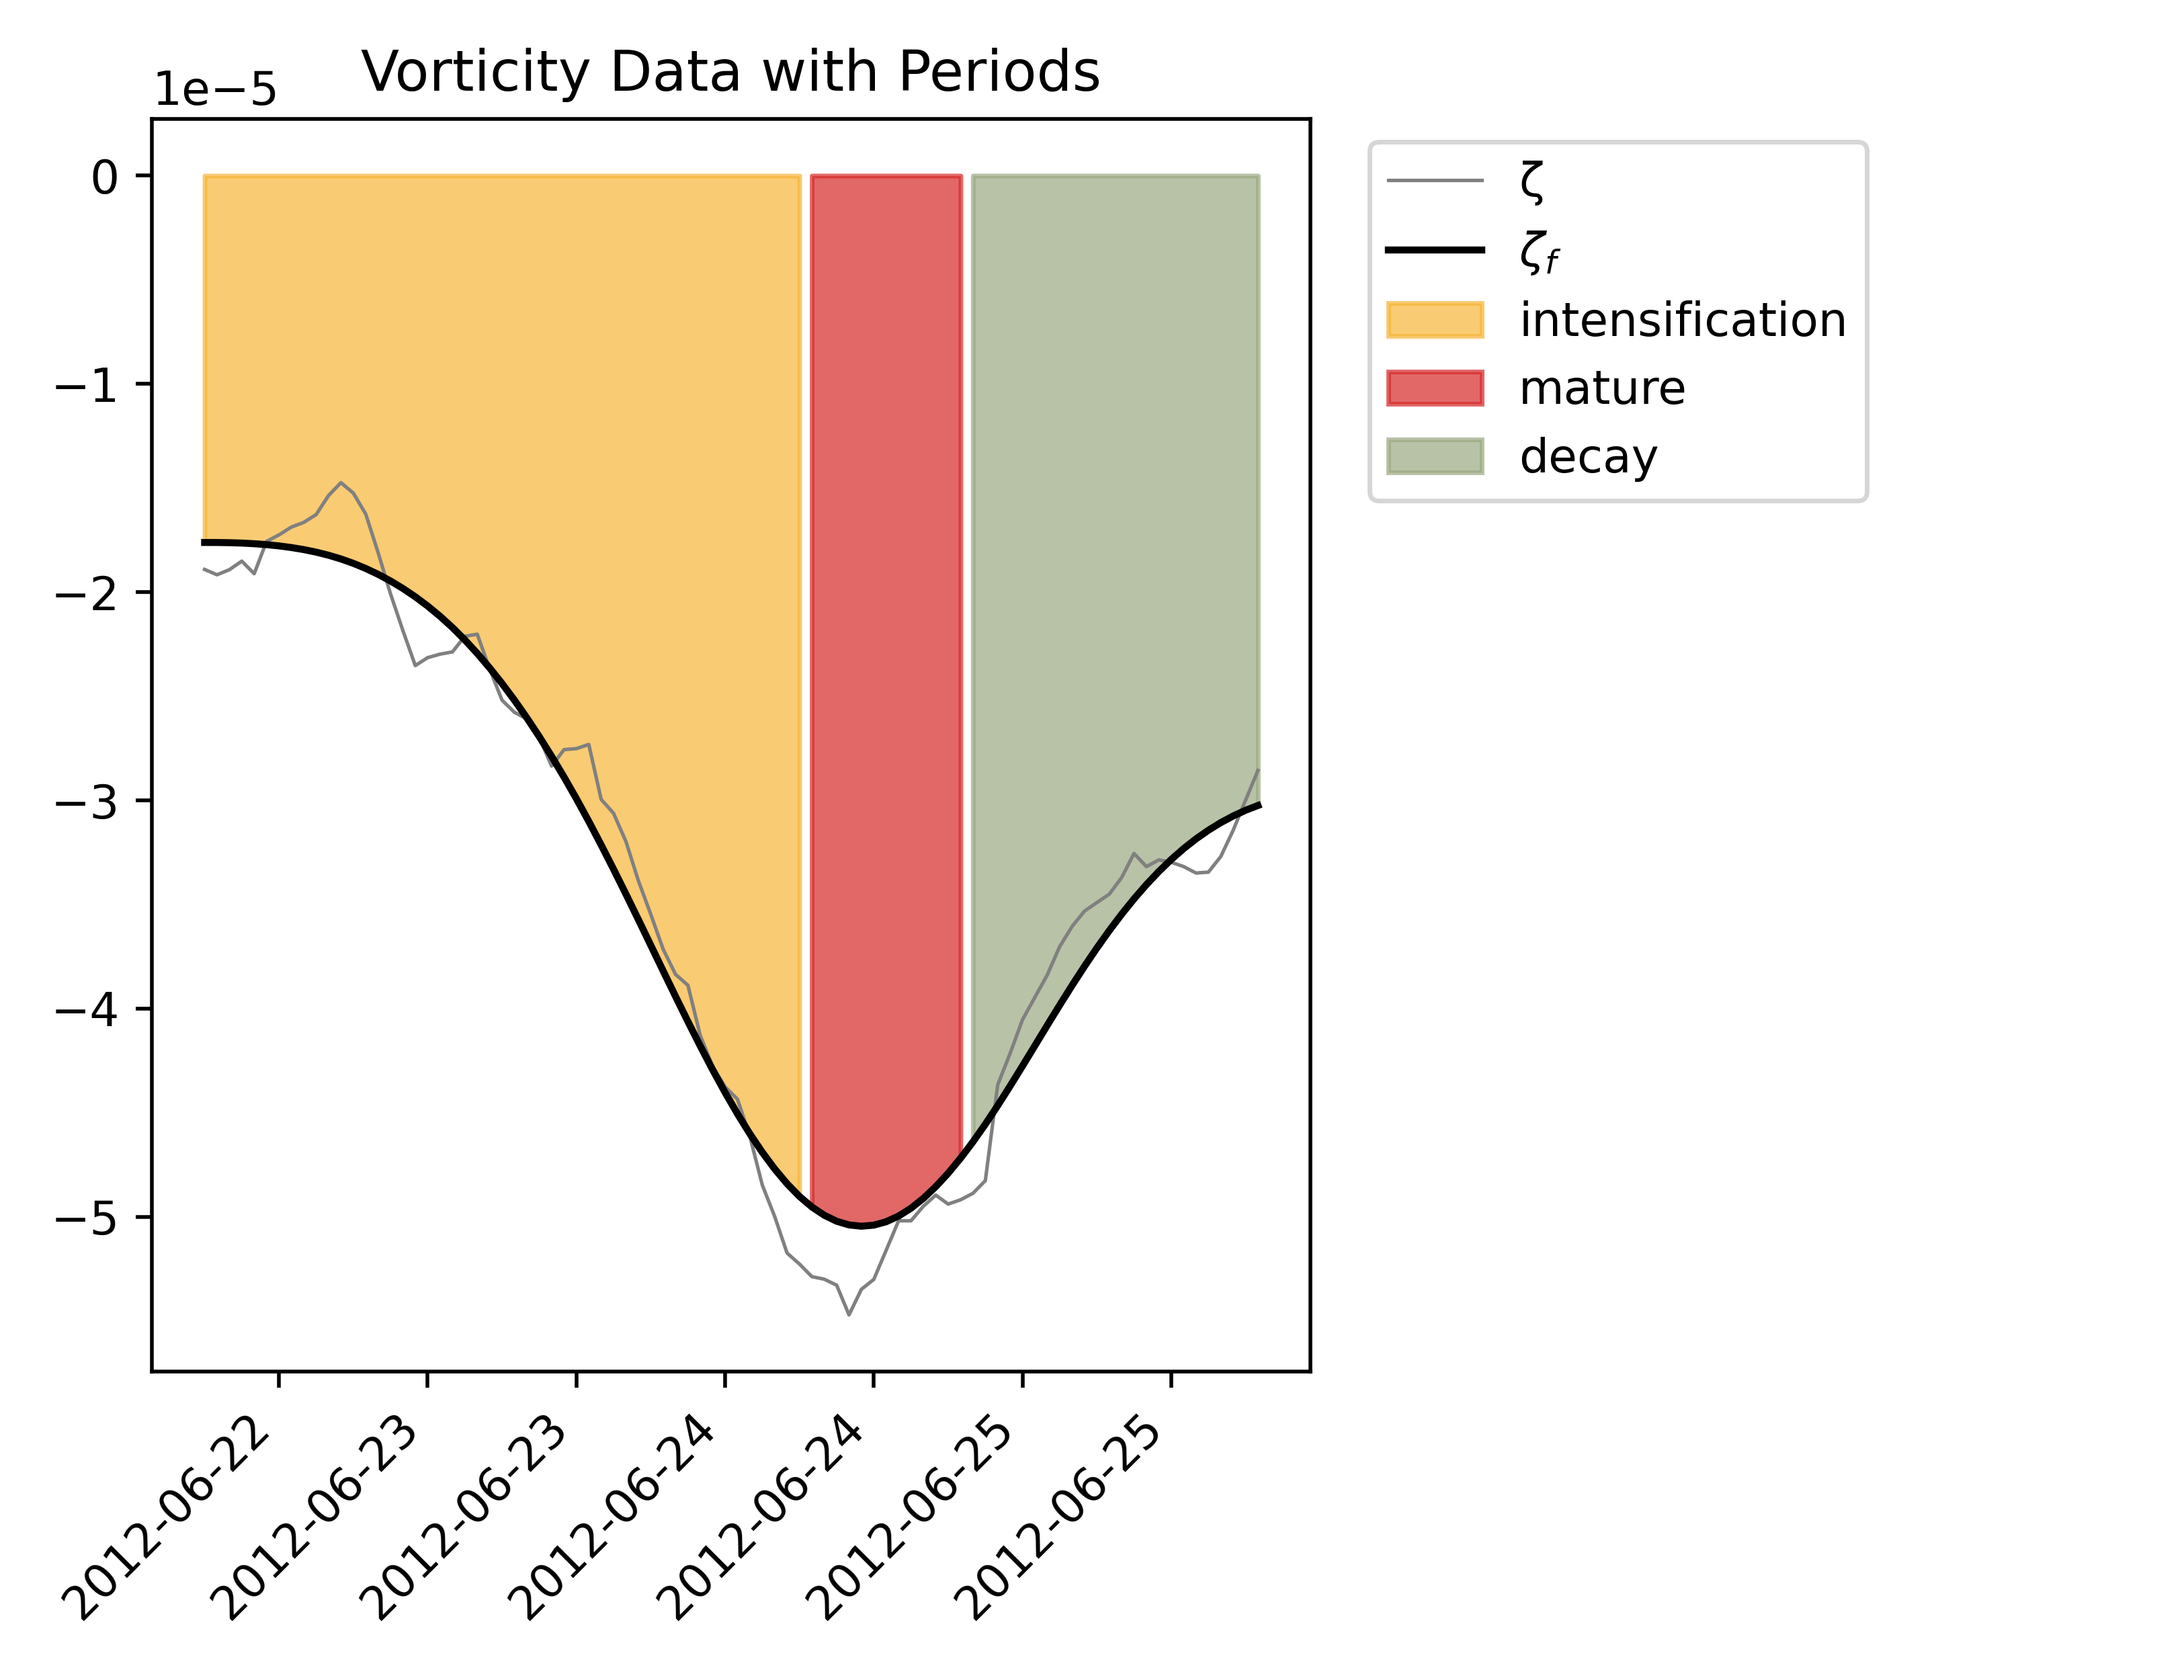 Vorticity Data with Periods
1e−5
0
−1
−2
−3
−4
−5
2012-06-22
2012-06-23
2012-06-23
2012-06-24
2012-06-24
2012-06-25
2012-06-25
ζ
ζf
intensification
mature
decay